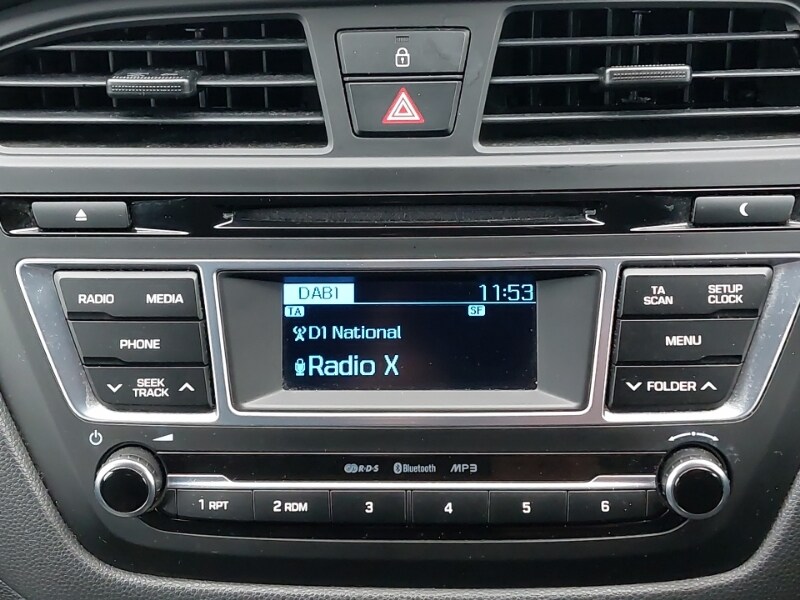 RADIO MEDIA
PHONE
SEEK
TRACK
DAB1 11:53
TA SF
D1 National
Radio X
TA
SCAN
SETUP
CLOCK
MENU
FOLDER
R·D·S Bluetooth MP3
1 RPT 2 RDM 3 4 5 6